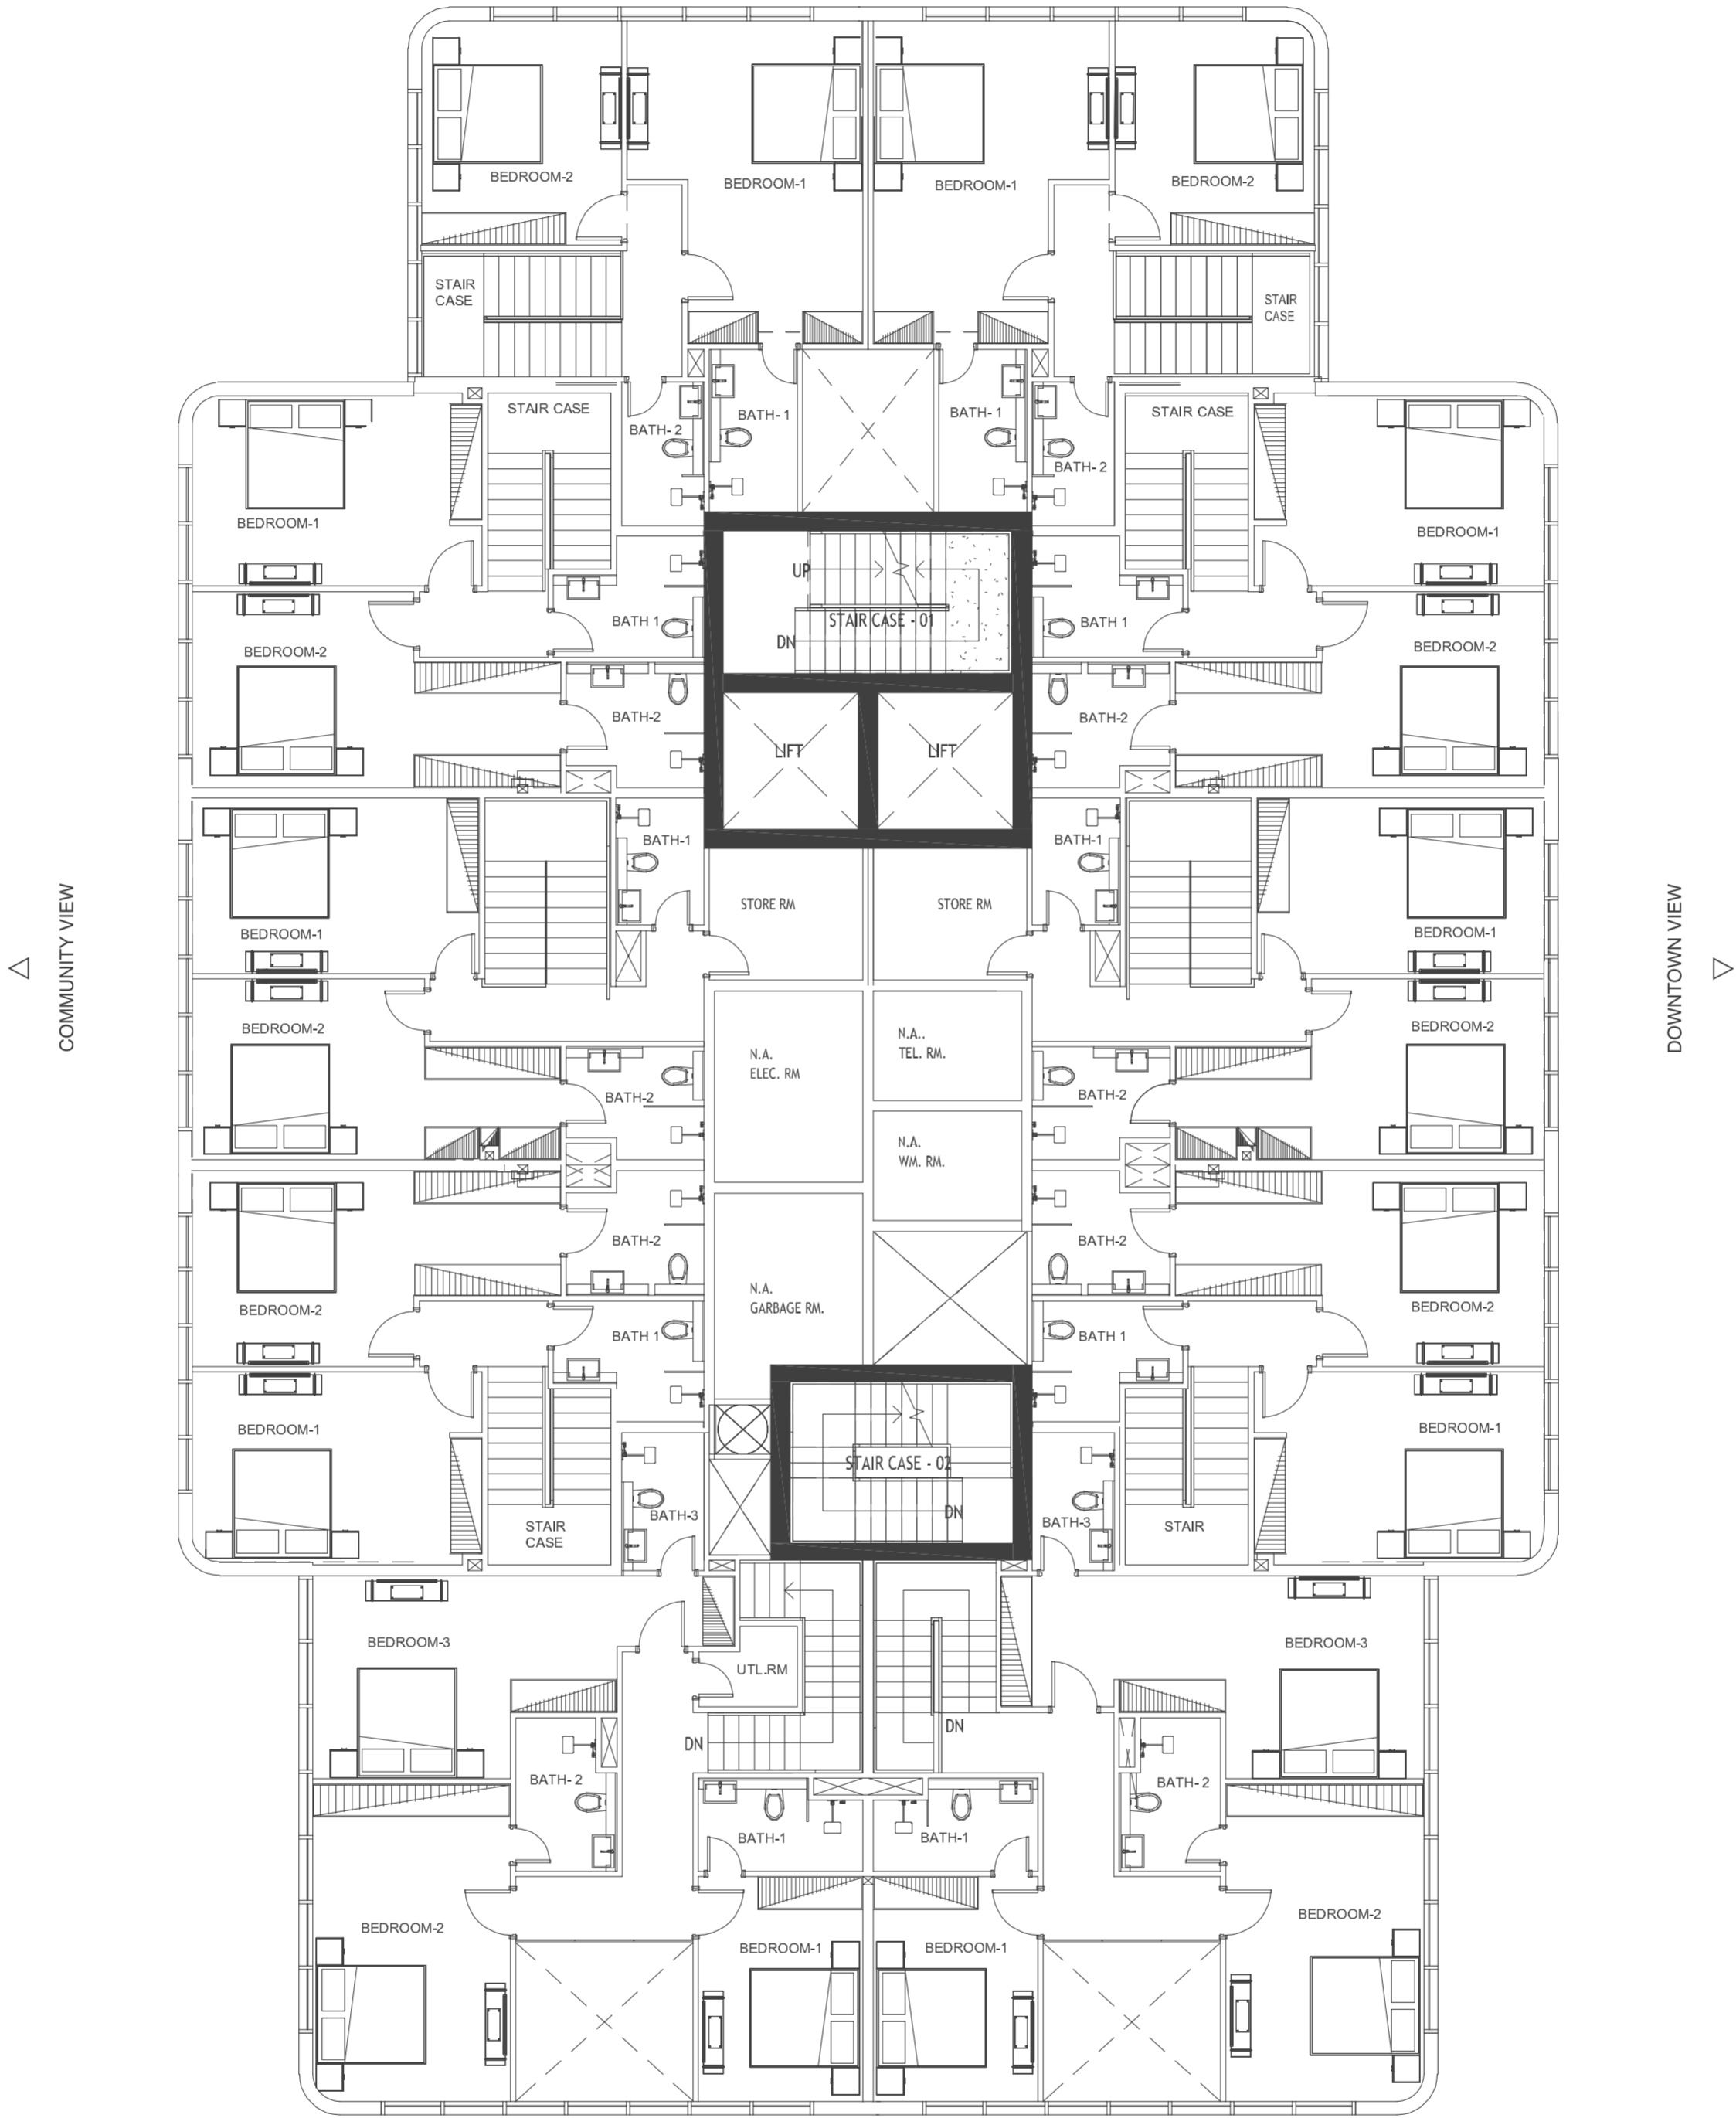 BEDROOM-2
BEDROOM-1
BEDROOM-1
BEDROOM-2
STAIR
CASE
STAIR
CASE
STAIR CASE
BATH- 2
BATH- 1
BATH- 1
BATH- 2
STAIR CASE
BEDROOM-1
BEDROOM-1
UP
STAIR CASE - 01
DN
BATH 1
BATH 1
BEDROOM-2
BEDROOM-2
BATH-2
BATH-2
LIFT
LIFT
BATH-1
BATH-1
STORE RM
STORE RM
BEDROOM-1
BEDROOM-1
COMMUNITY VIEW
DOWNTOWN VIEW
BEDROOM-2
BEDROOM-2
N.A.
ELEC. RM
N.A..
TEL. RM.
BATH-2
BATH-2
N.A.
WM. RM.
BATH-2
BATH-2
BEDROOM-2
BEDROOM-2
N.A.
GARBAGE RM.
BATH 1
BATH 1
BEDROOM-1
BEDROOM-1
STAIR CASE - 02
DN
STAIR
CASE
BATH-3
BATH-3
STAIR
BEDROOM-3
BEDROOM-3
UTL.RM
DN
DN
BATH- 2
BATH- 2
BATH-1
BATH-1
BEDROOM-2
BEDROOM-1
BEDROOM-1
BEDROOM-2